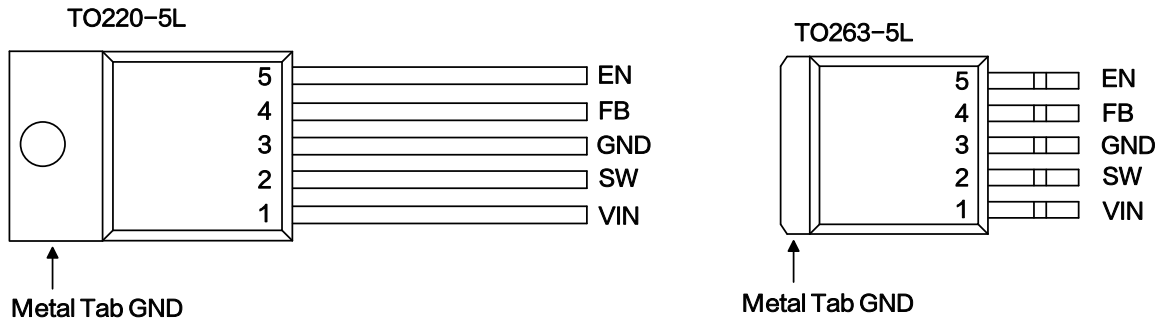 TO220-5L
5 EN
4 FB
3 GND
2 SW
1 VIN
Metal Tab GND
TO263-5L
5 EN
4 FB
3 GND
2 SW
1 VIN
Metal Tab GND